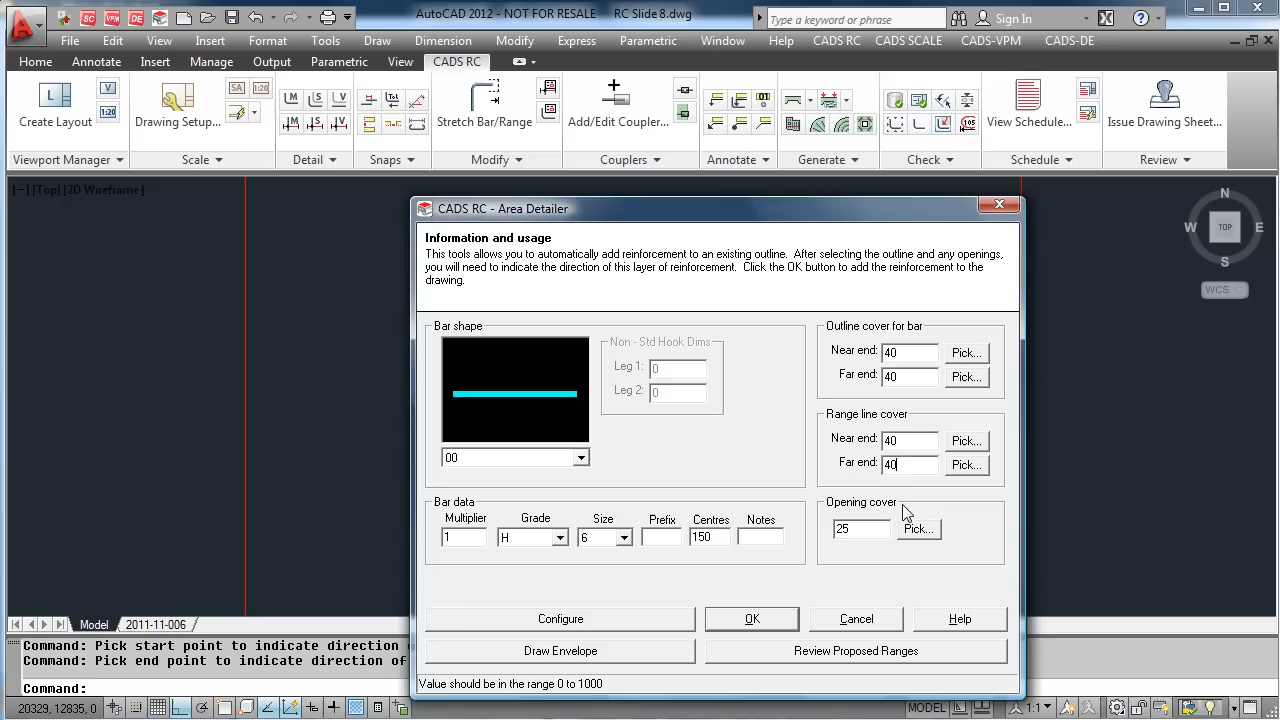 AutoCAD 2012 - NOT FOR RESALE RC Slide 8.dwg
SC VPM DE
Type a keyword or phrase
Sign In
File Edit View Insert Format Tools Draw Dimension Modify Express Parametric Window Help CADS RC CADS SCALE CADS-VPM CADS-DE
Home Annotate Insert Manage Output Parametric View CADS RC
Create Layout
Drawing Setup...
Stretch Bar/Range
Add/Edit Coupler...
View Schedule...
Issue Drawing Sheet...
Viewport Manager
Scale
Detail
Snaps
Modify
Couplers
Annotate
Generate
Check
Schedule
Review
[−] [Top] [2D Wireframe]
N
W TOP E
S
WCS
CADS RC - Area Detailer
Information and usage
This tools allows you to automatically add reinforcement to an existing outline. After selecting the outline and any openings,
you will need to indicate the direction of this layer of reinforcement. Click the OK button to add the reinforcement to the
drawing.
Bar shape
Non - Std Hook Dims
Leg 1: 0
Leg 2: 0
00
Outline cover for bar
Near end: 40 Pick...
Far end: 40 Pick...
Range line cover
Near end: 40 Pick...
Far end: 40 Pick...
Bar data
Multiplier Grade Size Prefix Centres Notes
1 H 6 150
Opening cover
25 Pick...
Configure OK Cancel Help
Draw Envelope Review Proposed Ranges
Value should be in the range 0 to 1000
Model 2011-11-006
Command: Pick start point to indicate direction
Command: Pick end point to indicate direction of
Command:
20329, 12835, 0
MODEL
1:1